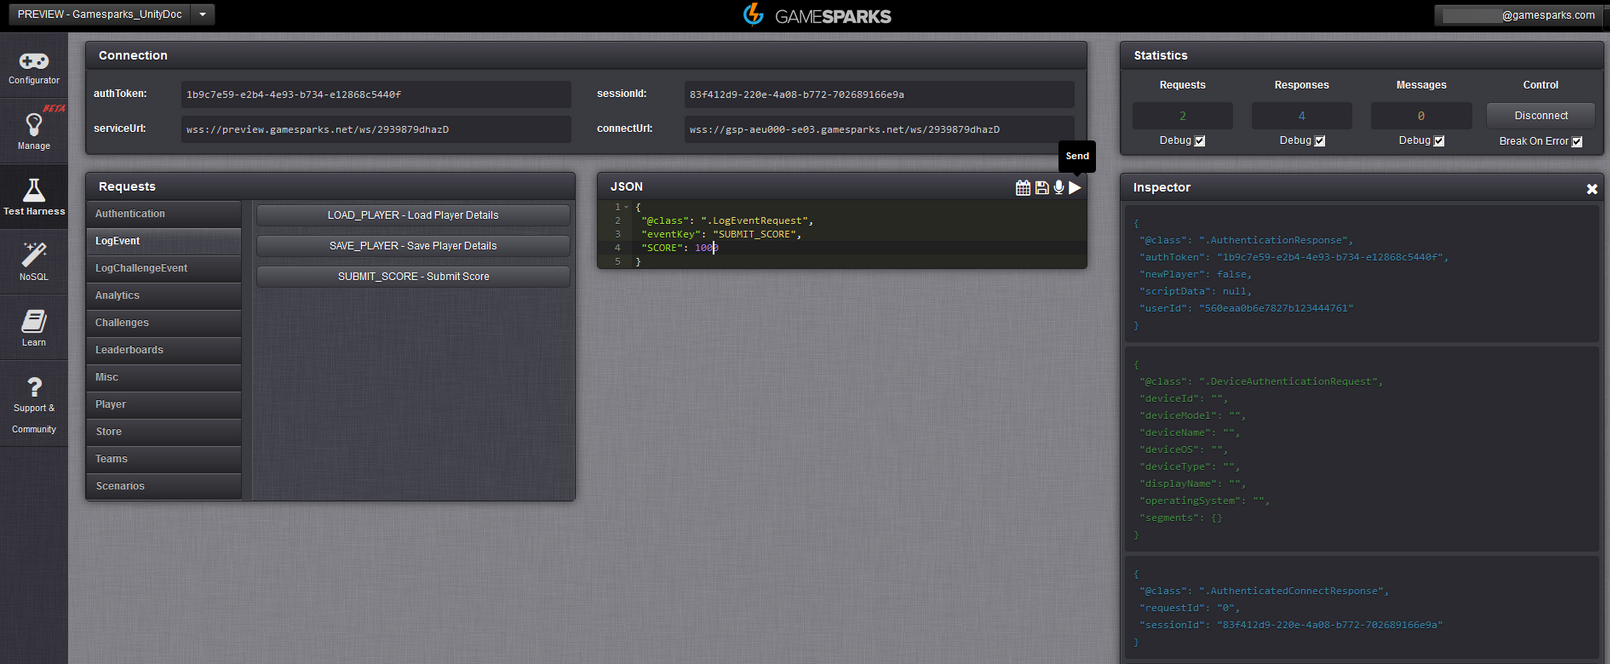 PREVIEW - Gamesparks_UnityDoc
GAMESPARKS
@gamesparks.com
Configurator
BETA
Manage
Test Harness
NoSQL
Learn
Support &
Community
Connection
authToken:
1b9c7e59-e2b4-4e93-b734-e12868c5440f
sessionId:
83f412d9-220e-4a08-b772-702689166e9a
serviceUrl:
wss://preview.gamesparks.net/ws/2939879dhazD
connectUrl:
wss://gsp-aeu000-se03.gamesparks.net/ws/2939879dhazD
Send
Statistics
Requests
Responses
Messages
Control
2
4
0
Disconnect
Debug
Debug
Debug
Break On Error
Requests
Authentication
LogEvent
LogChallengeEvent
Analytics
Challenges
Leaderboards
Misc
Player
Store
Teams
Scenarios
LOAD_PLAYER - Load Player Details
SAVE_PLAYER - Save Player Details
SUBMIT_SCORE - Submit Score
JSON
1 {
2 "@class": ".LogEventRequest",
3 "eventKey": "SUBMIT_SCORE",
4 "SCORE": 1000
5 }
Inspector
{
"@class": ".AuthenticationResponse",
"authToken": "1b9c7e59-e2b4-4e93-b734-e12868c5440f",
"newPlayer": false,
"scriptData": null,
"userId": "560eaa0b6e7827b123444761"
}
{
"@class": ".DeviceAuthenticationRequest",
"deviceId": "",
"deviceModel": "",
"deviceName": "",
"deviceOS": "",
"deviceType": "",
"displayName": "",
"operatingSystem": "",
"segments": {}
}
{
"@class": ".AuthenticatedConnectResponse",
"requestId": "0",
"sessionId": "83f412d9-220e-4a08-b772-702689166e9a"
}